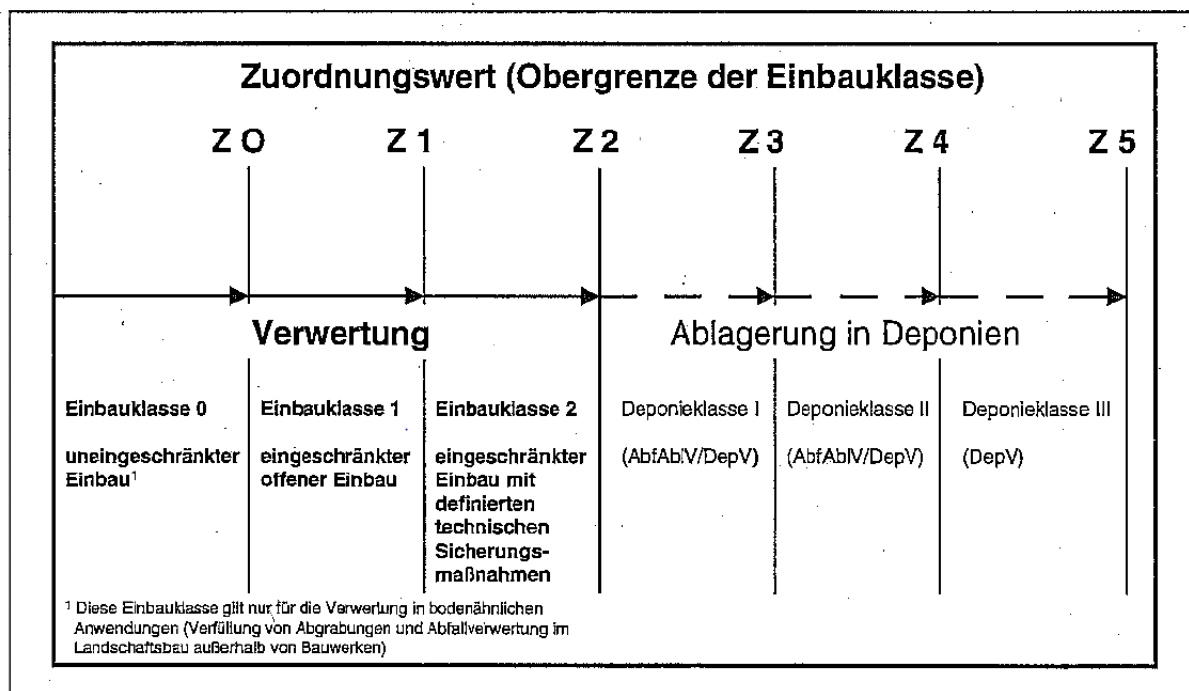 Zuordnungswert (Obergrenze der Einbauklasse)
Z 0 Z 1 Z 2 Z 3 Z 4 Z 5
Verwertung Ablagerung in Deponien
Einbauklasse 0
uneingeschränkter
Einbau¹
Einbauklasse 1
eingeschränkter
offener Einbau
Einbauklasse 2
eingeschränkter
Einbau mit
definierten
technischen
Sicherungs-
maßnahmen
Deponieklasse I
(AbfAblV/DepV)
Deponieklasse II
(AbfAblV/DepV)
Deponieklasse III
(DepV)
¹ Diese Einbauklasse gilt nur für die Verwertung in bodenähnlichen
Anwendungen (Verfüllung von Abgrabungen und Abfallverwertung im
Landschaftsbau außerhalb von Bauwerken)